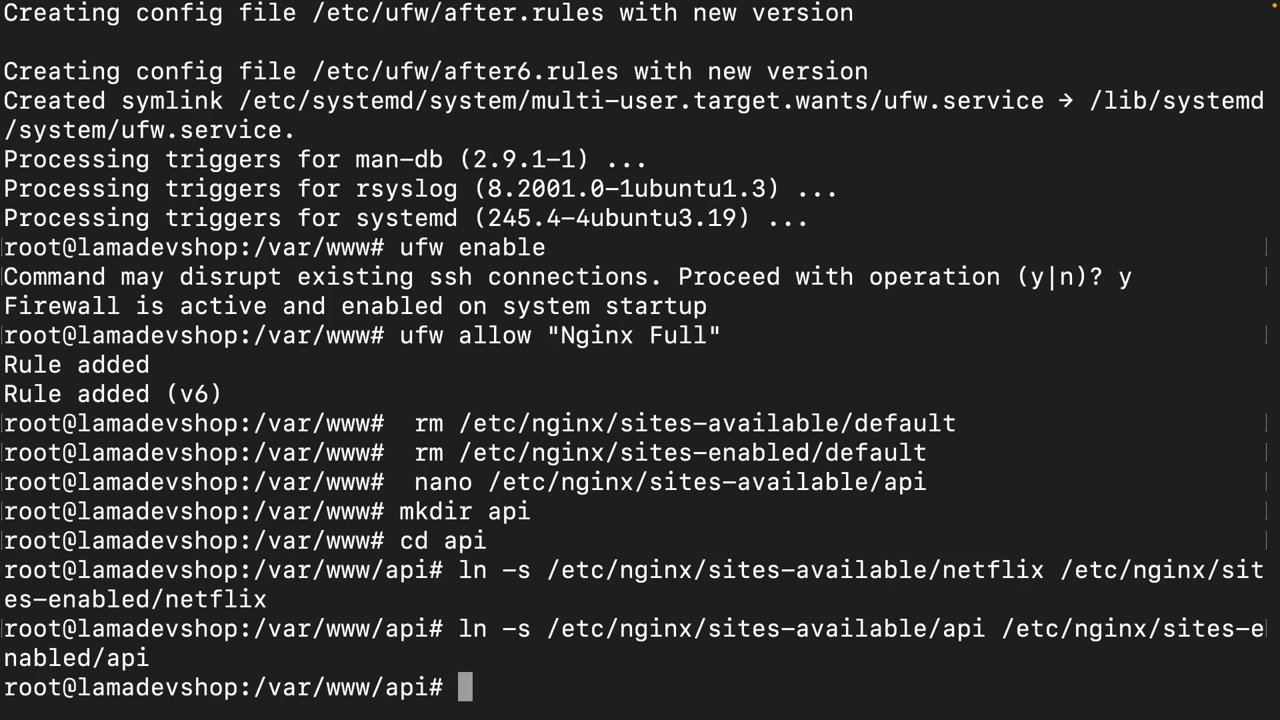 Creating config file /etc/ufw/after.rules with new version
Creating config file /etc/ufw/after6.rules with new version
Created symlink /etc/systemd/system/multi-user.target.wants/ufw.service → /lib/systemd
/system/ufw.service.
Processing triggers for man-db (2.9.1-1) ...
Processing triggers for rsyslog (8.2001.0-1ubuntu1.3) ...
Processing triggers for systemd (245.4-4ubuntu3.19) ...
root@lamadevshop:/var/www# ufw enable
Command may disrupt existing ssh connections. Proceed with operation (y|n)? y
Firewall is active and enabled on system startup
root@lamadevshop:/var/www# ufw allow "Nginx Full"
Rule added
Rule added (v6)
root@lamadevshop:/var/www#  rm /etc/nginx/sites-available/default
root@lamadevshop:/var/www#  rm /etc/nginx/sites-enabled/default
root@lamadevshop:/var/www#  nano /etc/nginx/sites-available/api
root@lamadevshop:/var/www# mkdir api
root@lamadevshop:/var/www# cd api
root@lamadevshop:/var/www/api# ln -s /etc/nginx/sites-available/netflix /etc/nginx/sit
es-enabled/netflix
root@lamadevshop:/var/www/api# ln -s /etc/nginx/sites-available/api /etc/nginx/sites-e
nabled/api
root@lamadevshop:/var/www/api#